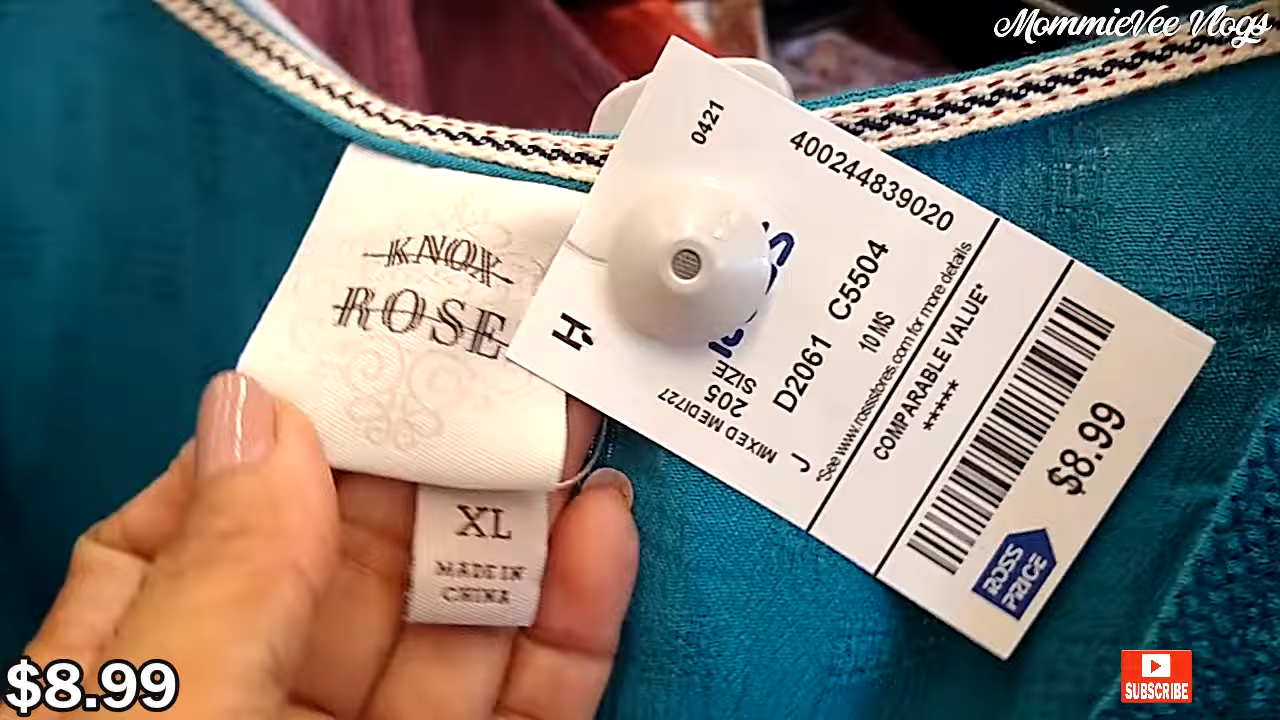 MommieVee Vlogs
KNOX
ROSE
XL
MADE IN
CHINA
0421
400244839020
H
D2061 C5504
10 MS
205
SIZE
MIXED MEDI727
J
*See www.rossstores.com for more details
COMPARABLE VALUE*
*****
$8.99
ROSS
PRICE
$8.99
SUBSCRIBE